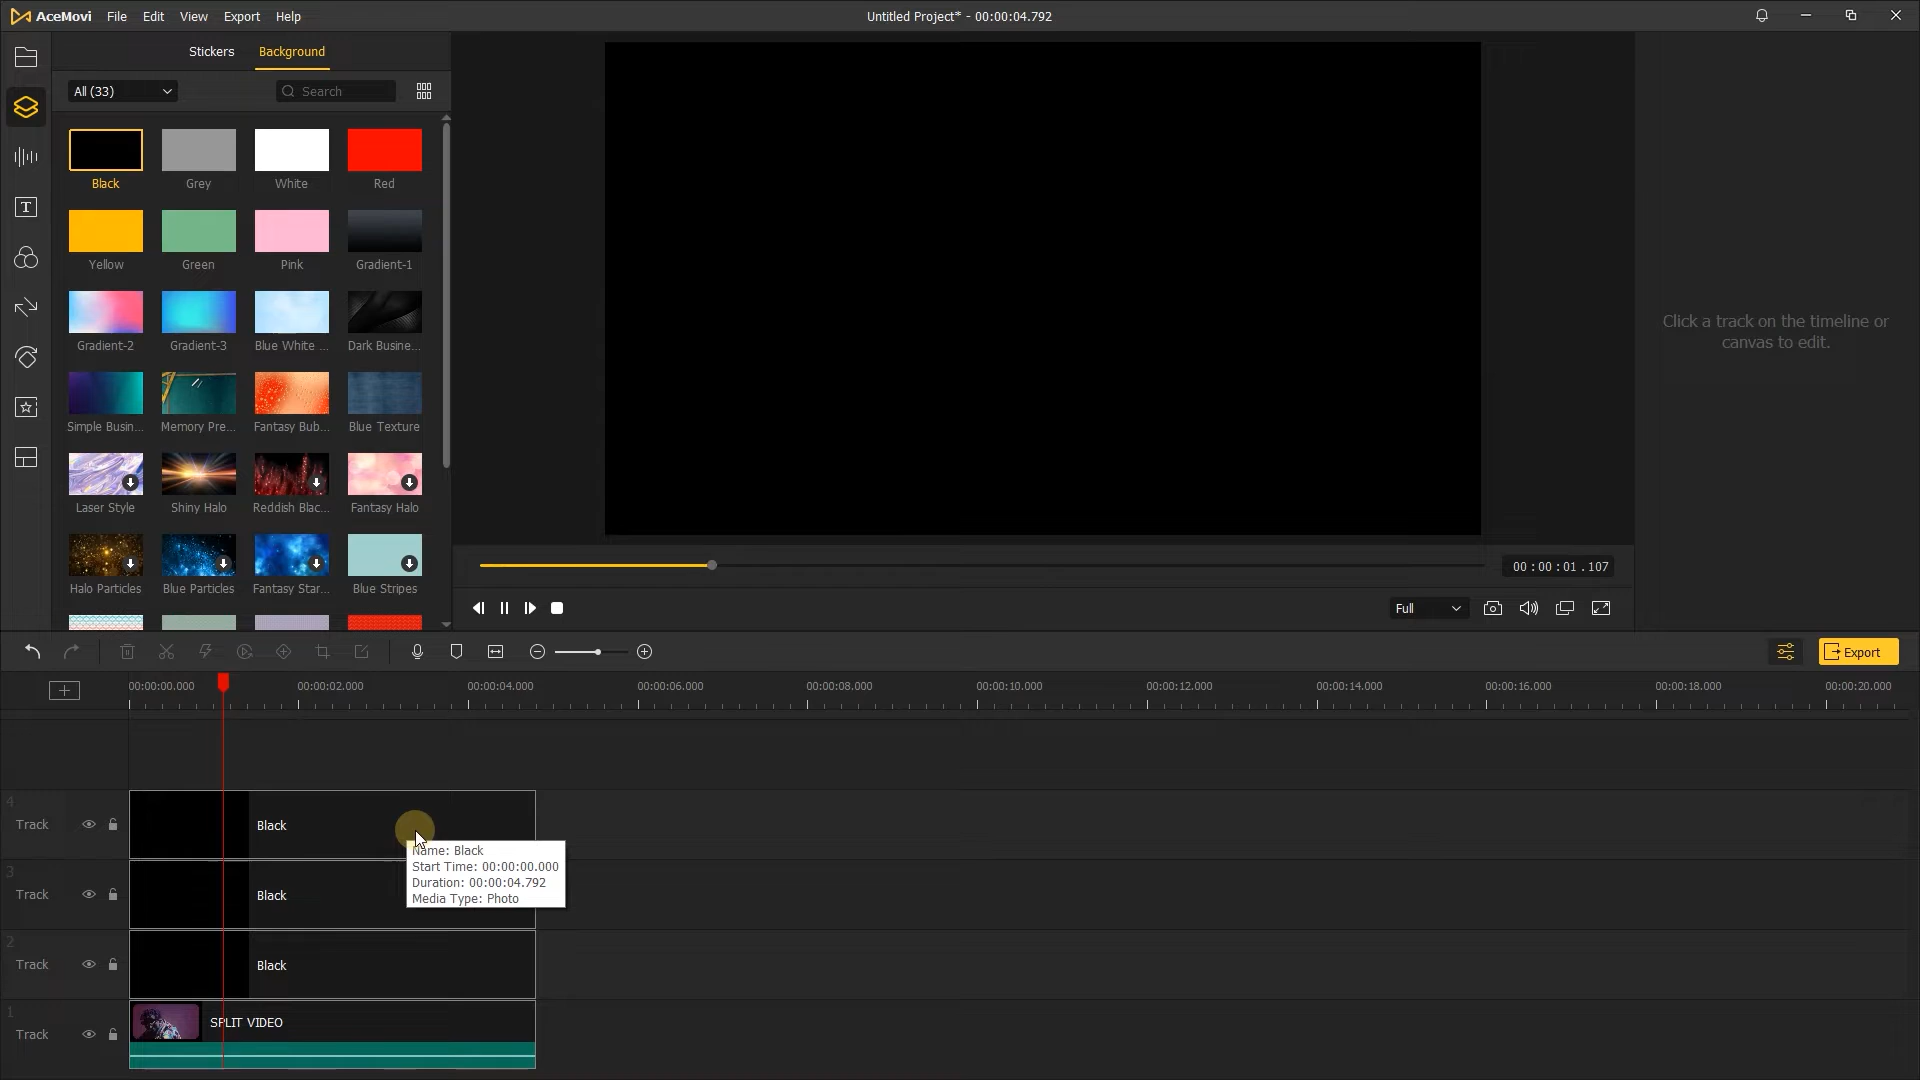 AceMovi File Edit View Export Help Untitled Project* - 00:00:04.792
Stickers Background
All (33) Search
Black Grey White Red
Yellow Green Pink Gradient-1
Gradient-2 Gradient-3 Blue White ... Dark Busine...
Simple Busin... Memory Pre... Fantasy Bub... Blue Texture
Laser Style Shiny Halo Reddish Blac... Fantasy Halo
Halo Particles Blue Particles Fantasy Star... Blue Stripes
Click a track on the timeline or
canvas to edit.
00 : 00 : 01 . 107
Full
Export
00:00:00.000 00:00:02.000 00:00:04.000 00:00:06.000 00:00:08.000 00:00:10.000 00:00:12.000 00:00:14.000 00:00:16.000 00:00:18.000 00:00:20.000
4
Track Black
Name: Black
Start Time: 00:00:00.000
Duration: 00:00:04.792
Media Type: Photo
3
Track Black
2
Track Black
1
Track SPLIT VIDEO